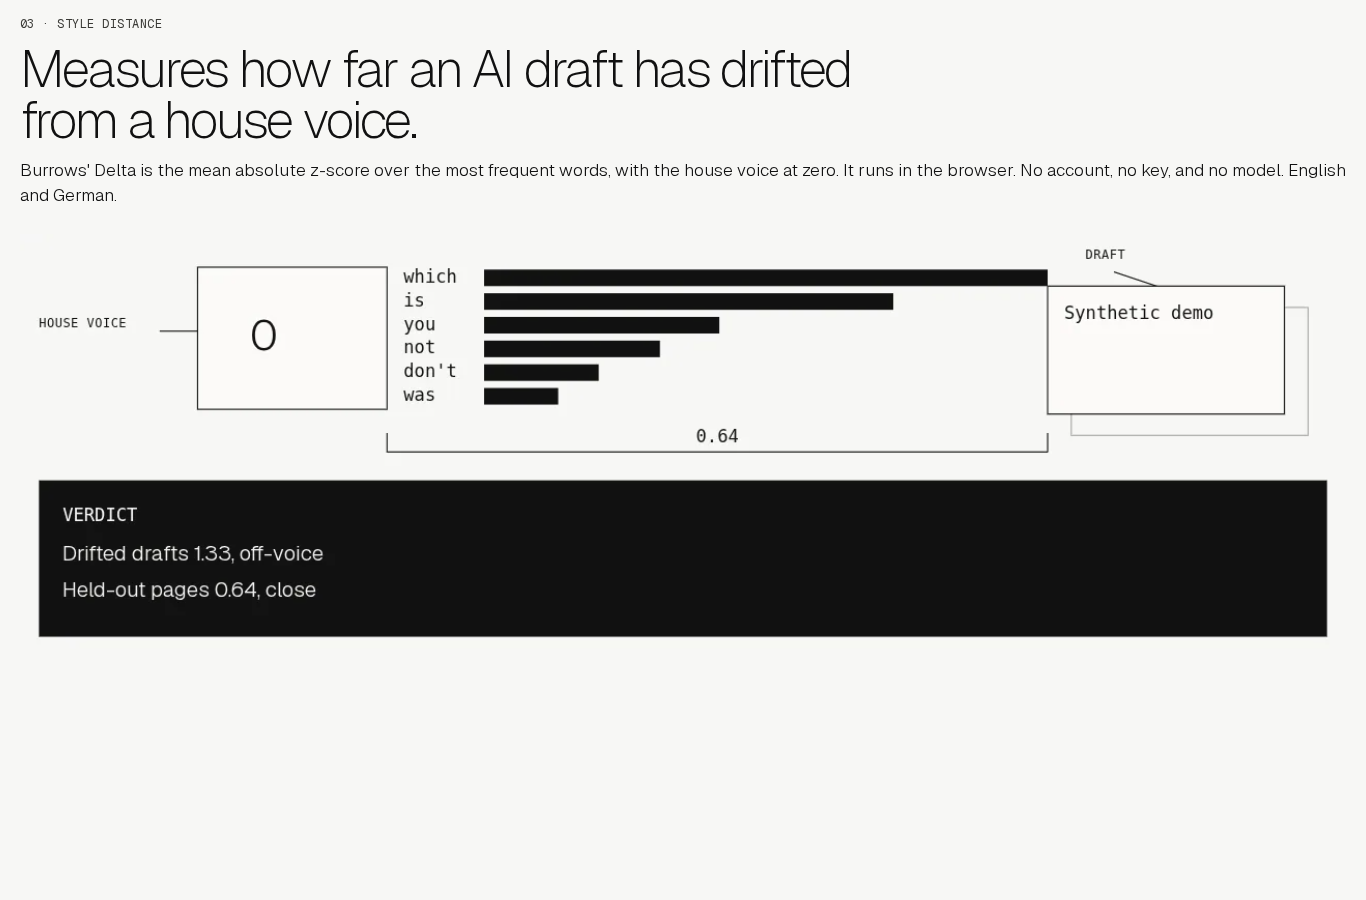 03 · STYLE DISTANCE
Measures how far an AI draft has drifted
from a house voice.
Burrows' Delta is the mean absolute z-score over the most frequent words, with the house voice at zero. It runs in the browser. No account, no key, and no model. English
and German.
DRAFT
HOUSE VOICE
0
which
is
you
not
don't
was
Synthetic demo
0.64
VERDICT
Drifted drafts 1.33, off-voice
Held-out pages 0.64, close